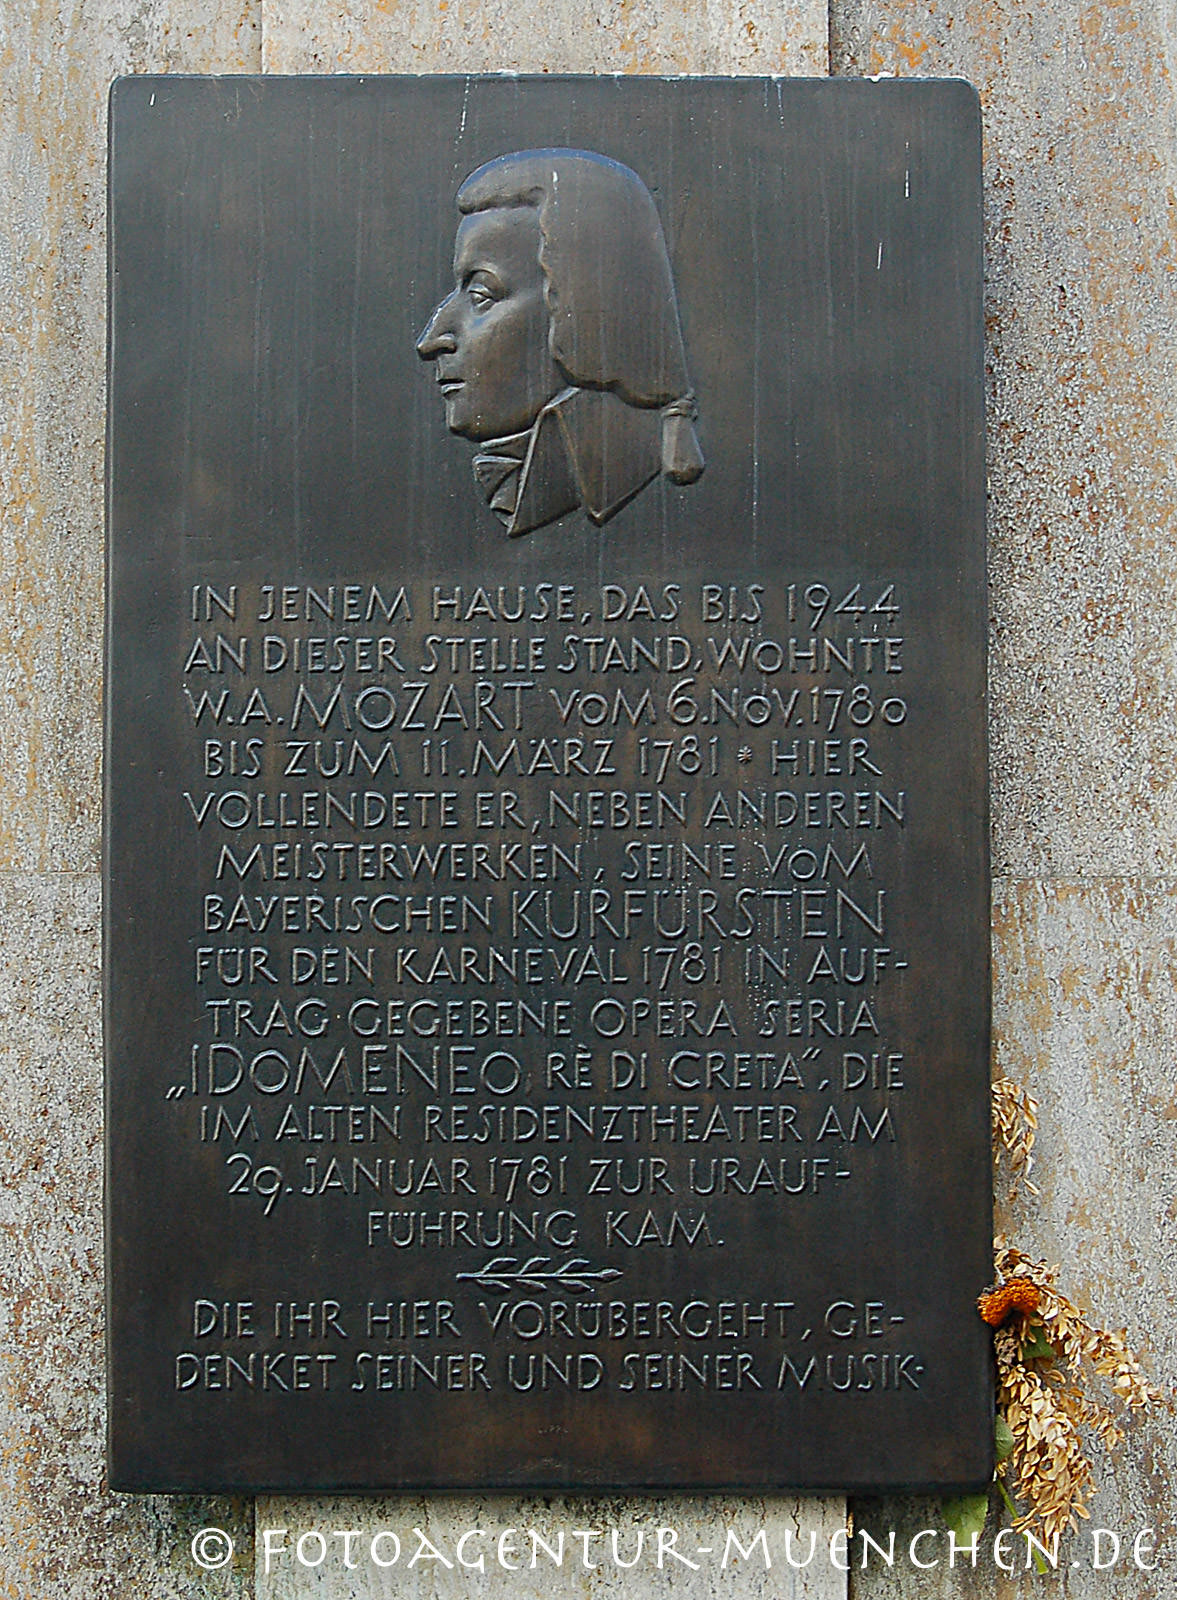 IN JENEM HAUSE, DAS BIS 1944
AN DIESER STELLE STAND, WOHNTE
W.A. MOZART VOM 6. NOV. 1780
BIS ZUM 11. MÄRZ 1781 * HIER
VOLLENDETE ER, NEBEN ANDEREN
MEISTERWERKEN, SEINE VOM
BAYERISCHEN KURFÜRSTEN
FÜR DEN KARNEVAL 1781 IN AUF-
TRAG GEGEBENE OPERA SERIA
„IDOMENEO, RÈ DI CRETA“, DIE
IM ALTEN RESIDENZTHEATER AM
29. JANUAR 1781 ZUR URAUF-
FÜHRUNG KAM.
DIE IHR HIER VORÜBERGEHT, GE-
DENKET SEINER UND SEINER MUSIK·
© FOTOAGENTUR-MUENCHEN.DE